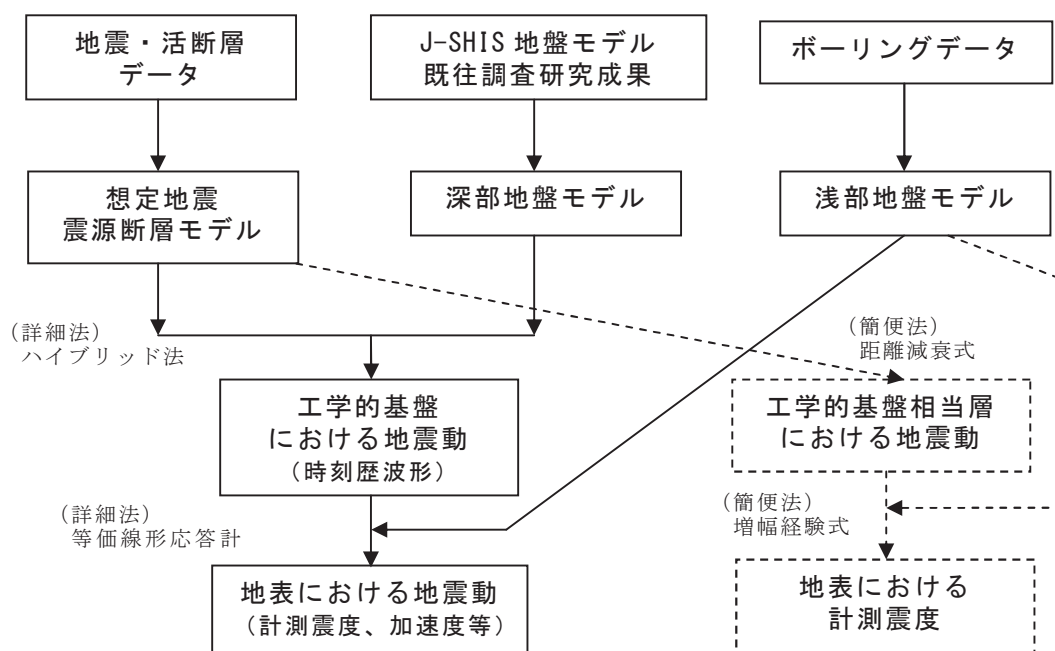 地震・活断層
データ
J-SHIS 地盤モデル
既往調査研究成果
ボーリングデータ
想定地震
震源断層モデル
深部地盤モデル
浅部地盤モデル
(詳細法)
ハイブリッド法
(簡便法)
距離減衰式
工学的基盤
における地震動
(時刻歴波形)
工学的基盤相当層
における地震動
(詳細法)
等価線形応答計
(簡便法)
増幅経験式
地表における地震動
(計測震度、加速度等)
地表における
計測震度